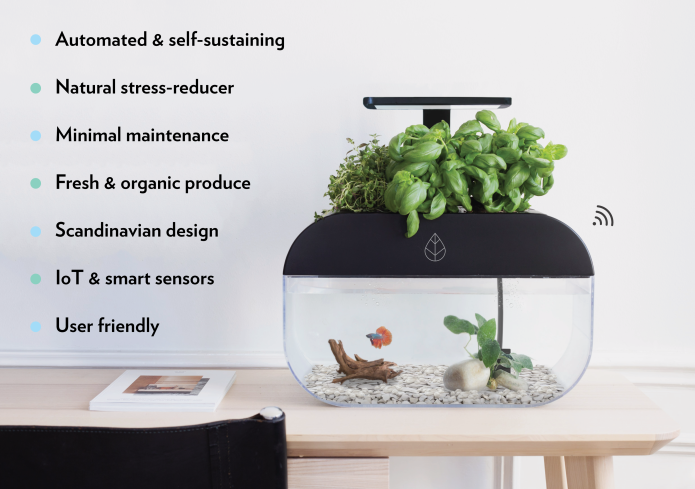 Automated & self-sustaining
Natural stress-reducer
Minimal maintenance
Fresh & organic produce
Scandinavian design
IoT & smart sensors
User friendly